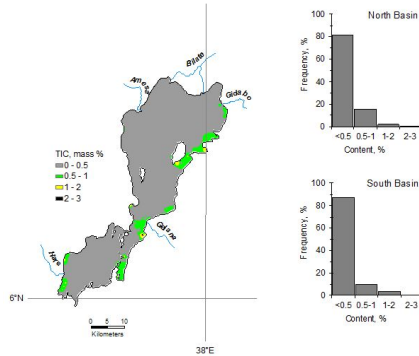 Bilate
Amesa
Gidabo
TIC, mass %
0 - 0.5
0.5 - 1
1 - 2
2 - 3
Gidana
Hare
6°N
0 5 10
Kilometers
38°E
North Basin
100
80
60
40
20
0
Frequency, %
<0.5 0.5-1 1-2 2-3
Content, %
South Basin
100
80
60
40
20
0
Frequency, %
<0.5 0.5-1 1-2 2-3
Content, %